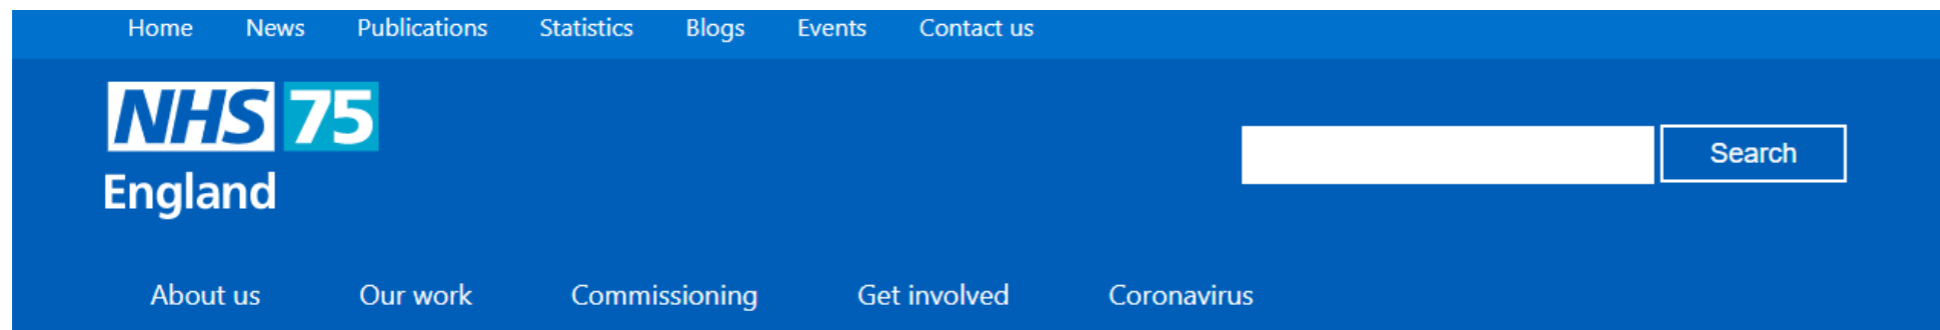 Home News Publications Statistics Blogs Events Contact us
NHS 75
England
Search
About us Our work Commissioning Get involved Coronavirus